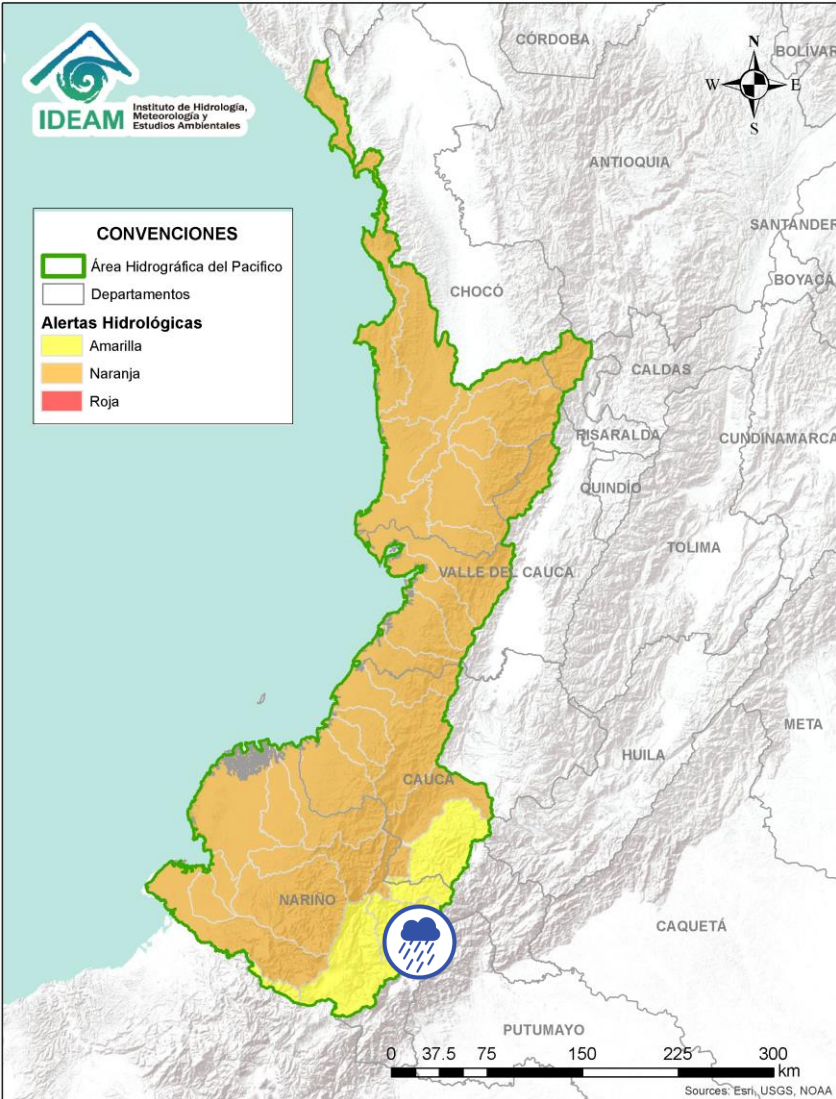 IDEAM
Instituto de Hidrología,
Meteorología y
Estudios Ambientales
N
W
E
S
CONVENCIONES
Área Hidrográfica del Pacifico
Departamentos
Alertas Hidrológicas
Amarilla
Naranja
Roja
CÓRDOBA
BOLÍVAR
ANTIOQUIA
SANTANDER
BOYACÁ
CHOCÓ
CALDAS
RISARALDA
CUNDINAMARCA
QUINDÍO
TOLIMA
VALLE DEL CAUCA
META
HUILA
CAUCA
NARIÑO
CAQUETÁ
PUTUMAYO
0 37.5 75 150 225 300
km
Sources: Esri, USGS, NOAA